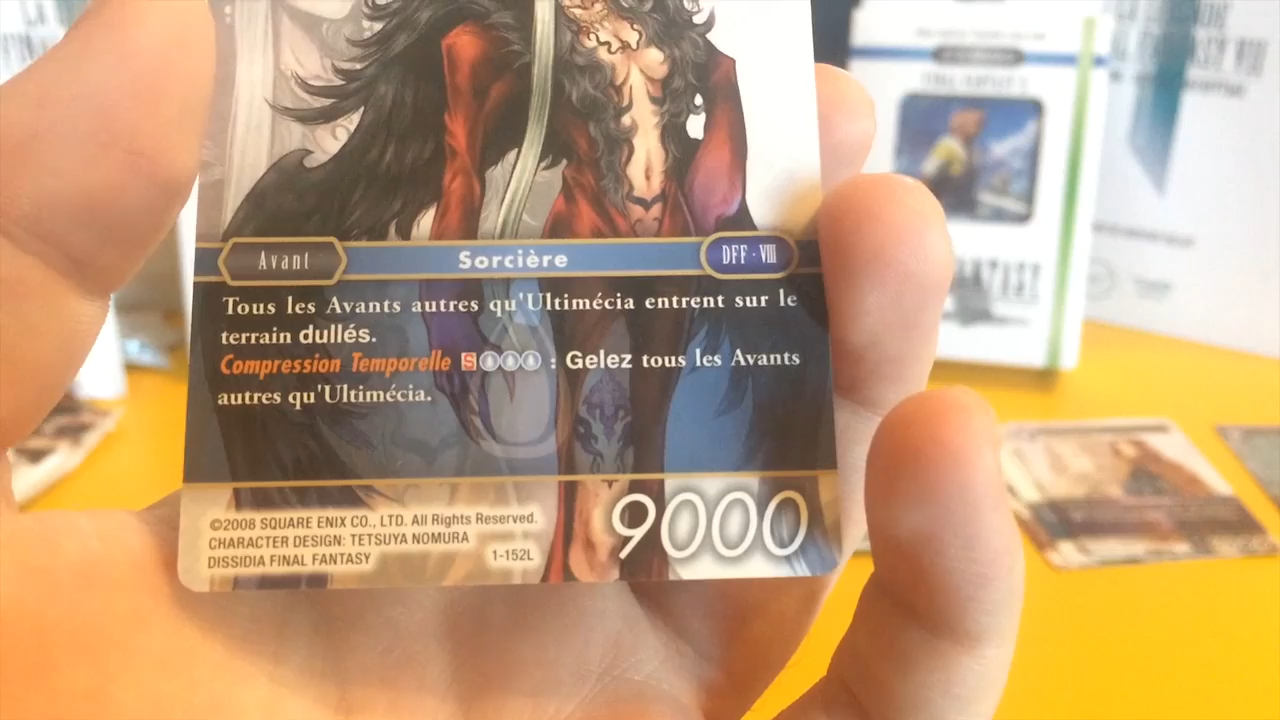 Avant Sorcière DFF · VIII
Tous les Avants autres qu'Ultimécia entrent sur le
terrain dullés.
Compression Temporelle S : Gelez tous les Avants
autres qu'Ultimécia.
©2008 SQUARE ENIX CO., LTD. All Rights Reserved.
CHARACTER DESIGN: TETSUYA NOMURA
DISSIDIA FINAL FANTASY
1-152L
9000